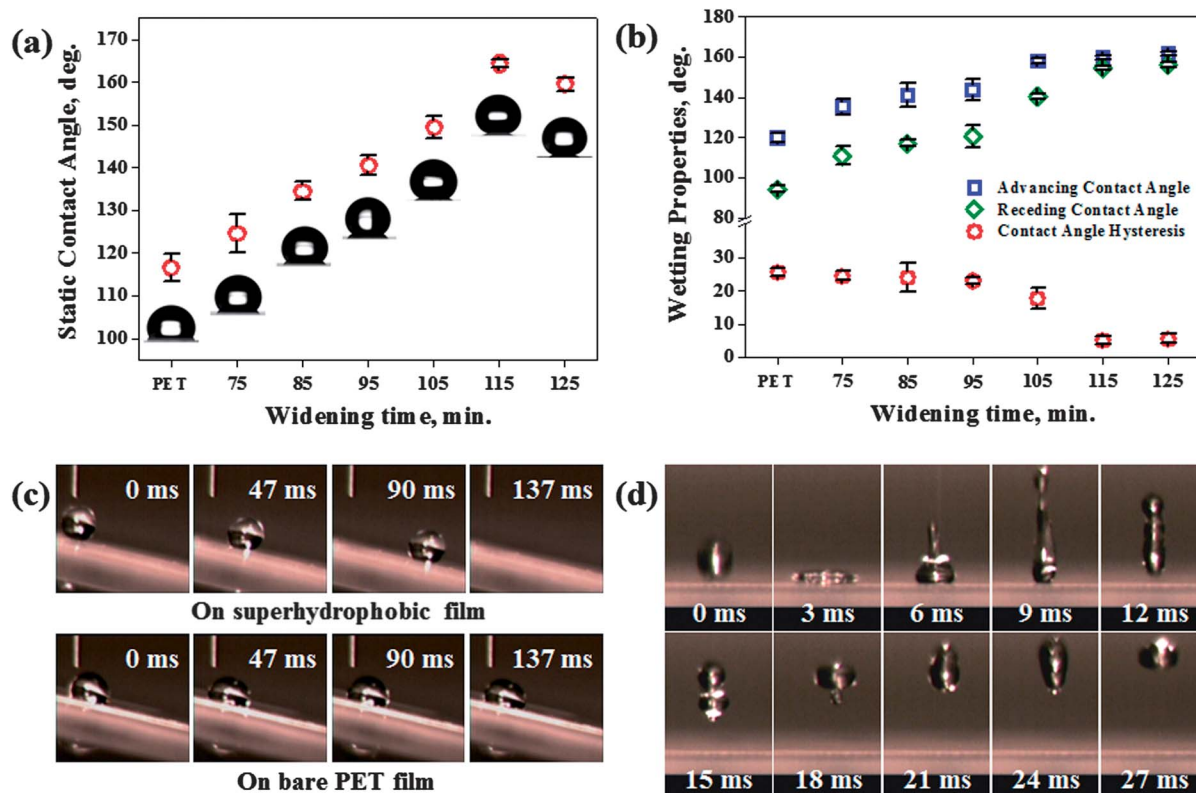 (a)
Static Contact Angle, deg.
170
160
150
140
130
120
110
100
PET 75 85 95 105 115 125
Widening time, min.
(b)
Wetting Properties, deg.
180
160
140
120
100
80
30
20
10
0
Advancing Contact Angle
Receding Contact Angle
Contact Angle Hysteresis
PET 75 85 95 105 115 125
Widening time, min.
(c)
0 ms 47 ms 90 ms 137 ms
On superhydrophobic film
0 ms 47 ms 90 ms 137 ms
On bare PET film
(d)
0 ms 3 ms 6 ms 9 ms 12 ms
15 ms 18 ms 21 ms 24 ms 27 ms